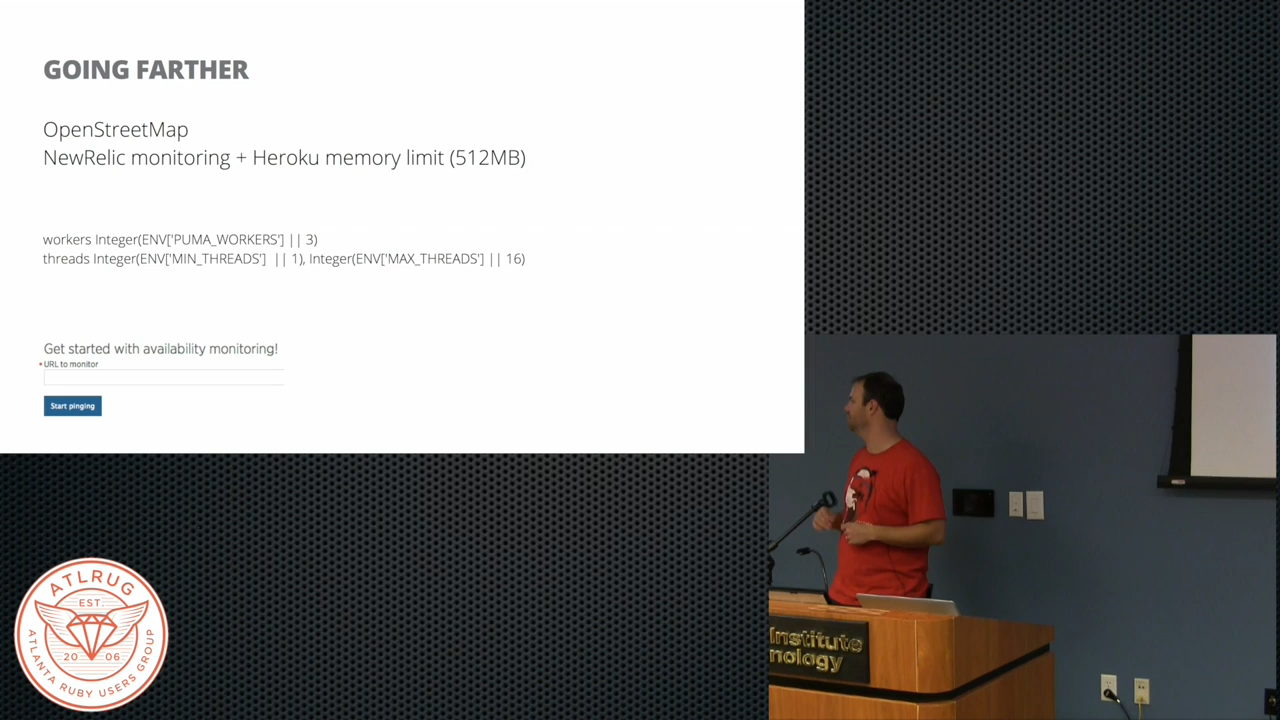 GOING FARTHER
OpenStreetMap
NewRelic monitoring + Heroku memory limit (512MB)
workers Integer(ENV['PUMA_WORKERS'] || 3)
threads Integer(ENV['MIN_THREADS']  || 1), Integer(ENV['MAX_THREADS'] || 16)
Get started with availability monitoring!
* URL to monitor
Start pinging
ATLRUG
EST.
20 06
ATLANTA RUBY USERS GROUP
nstitute
nology